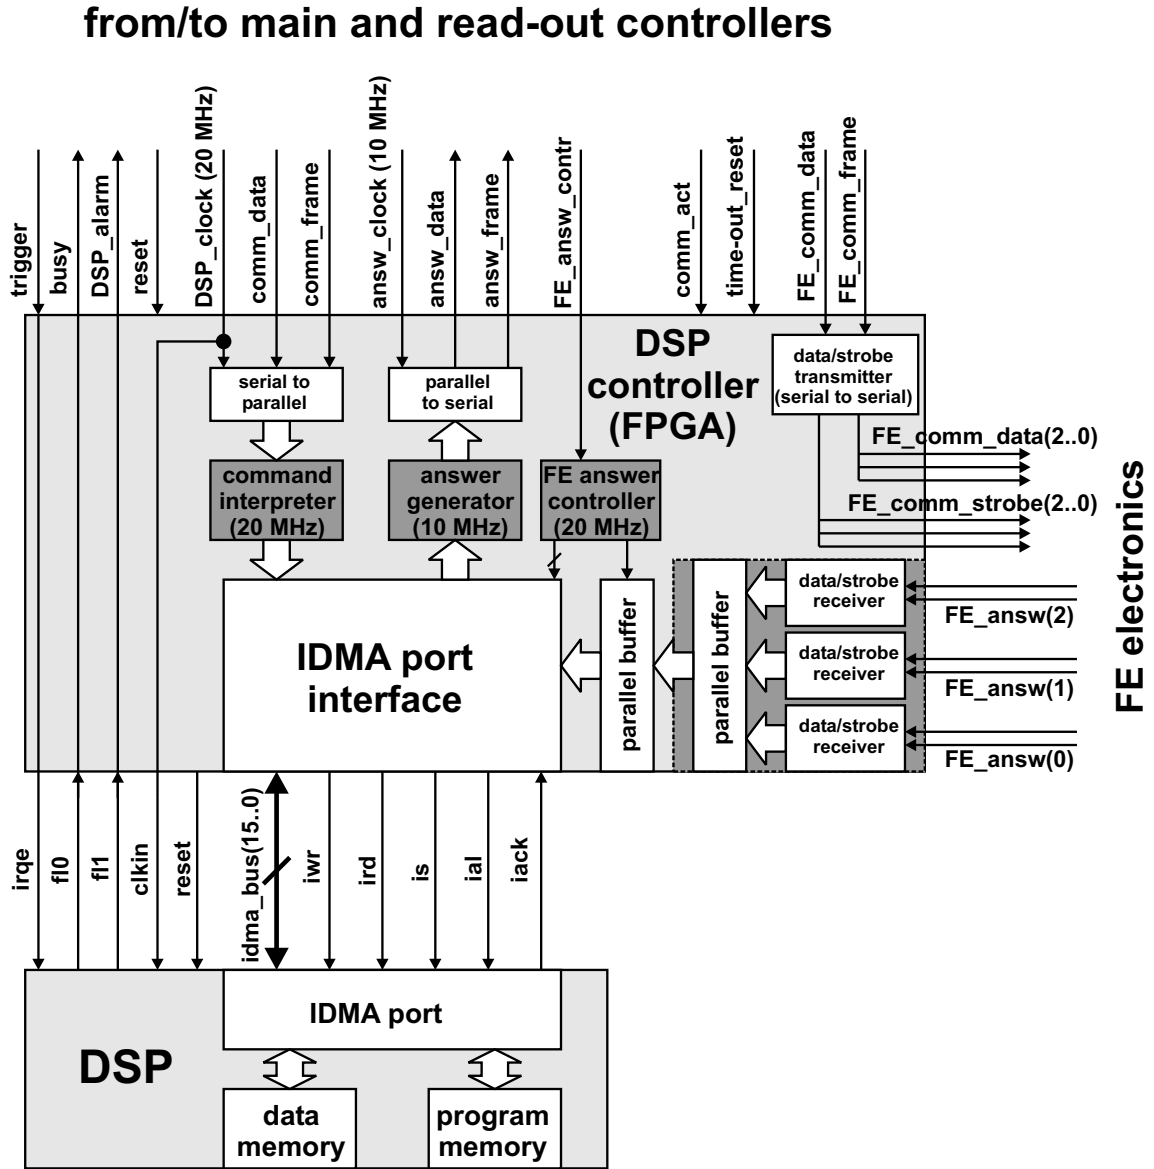 from/to main and read-out controllers
trigger
busy
DSP_alarm
reset
DSP_clock (20 MHz)
comm_data
comm_frame
answ_clock (10 MHz)
answ_data
answ_frame
FE_answ_contr
comm_act
time-out_reset
FE_comm_data
FE_comm_frame
DSP
controller
(FPGA)
serial to
parallel
parallel
to serial
data/strobe
transmitter
(serial to serial)
FE_comm_data(2..0)
FE_comm_strobe(2..0)
command
interpreter
(20 MHz)
answer
generator
(10 MHz)
FE answer
controller
(20 MHz)
IDMA port
interface
parallel buffer
parallel buffer
data/strobe
receiver
data/strobe
receiver
data/strobe
receiver
FE_answ(2)
FE_answ(1)
FE_answ(0)
FE electronics
irqe
fl0
fl1
clkin
reset
idma_bus(15..0)
iwr
ird
is
ial
iack
DSP
IDMA port
data
memory
program
memory